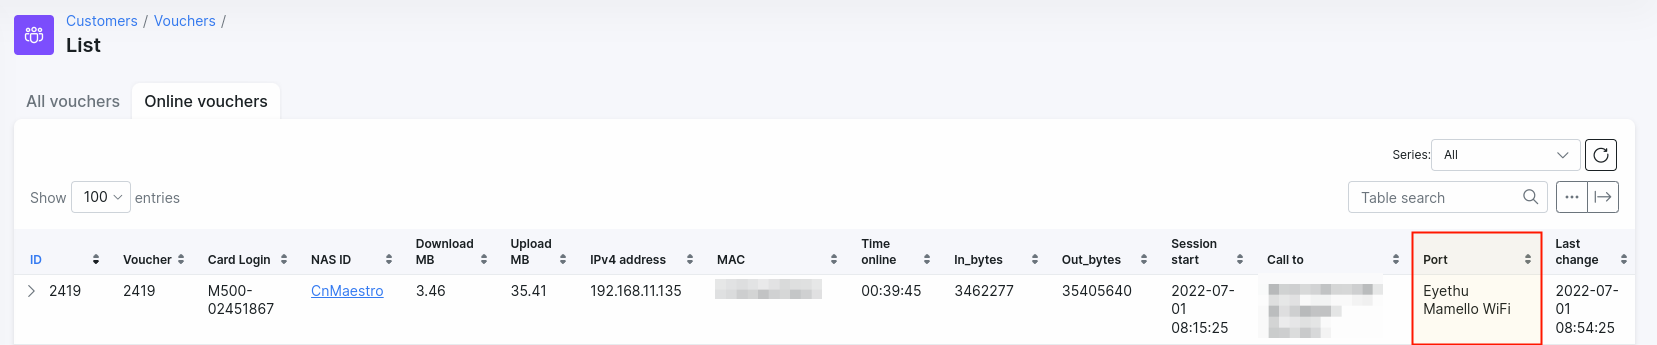 Customers / Vouchers /
List
All vouchers Online vouchers
Series: All
Show 100 entries Table search ...
ID Voucher Card Login NAS ID Download MB Upload MB IPv4 address MAC Time online In_bytes Out_bytes Session start Call to Port Last change
2419 2419 M500-02451867 CnMaestro 3.46 35.41 192.168.11.135 00:39:45 3462277 35405640 2022-07-01 08:15:25 Eyethu Mamello WiFi 2022-07-01 08:54:25